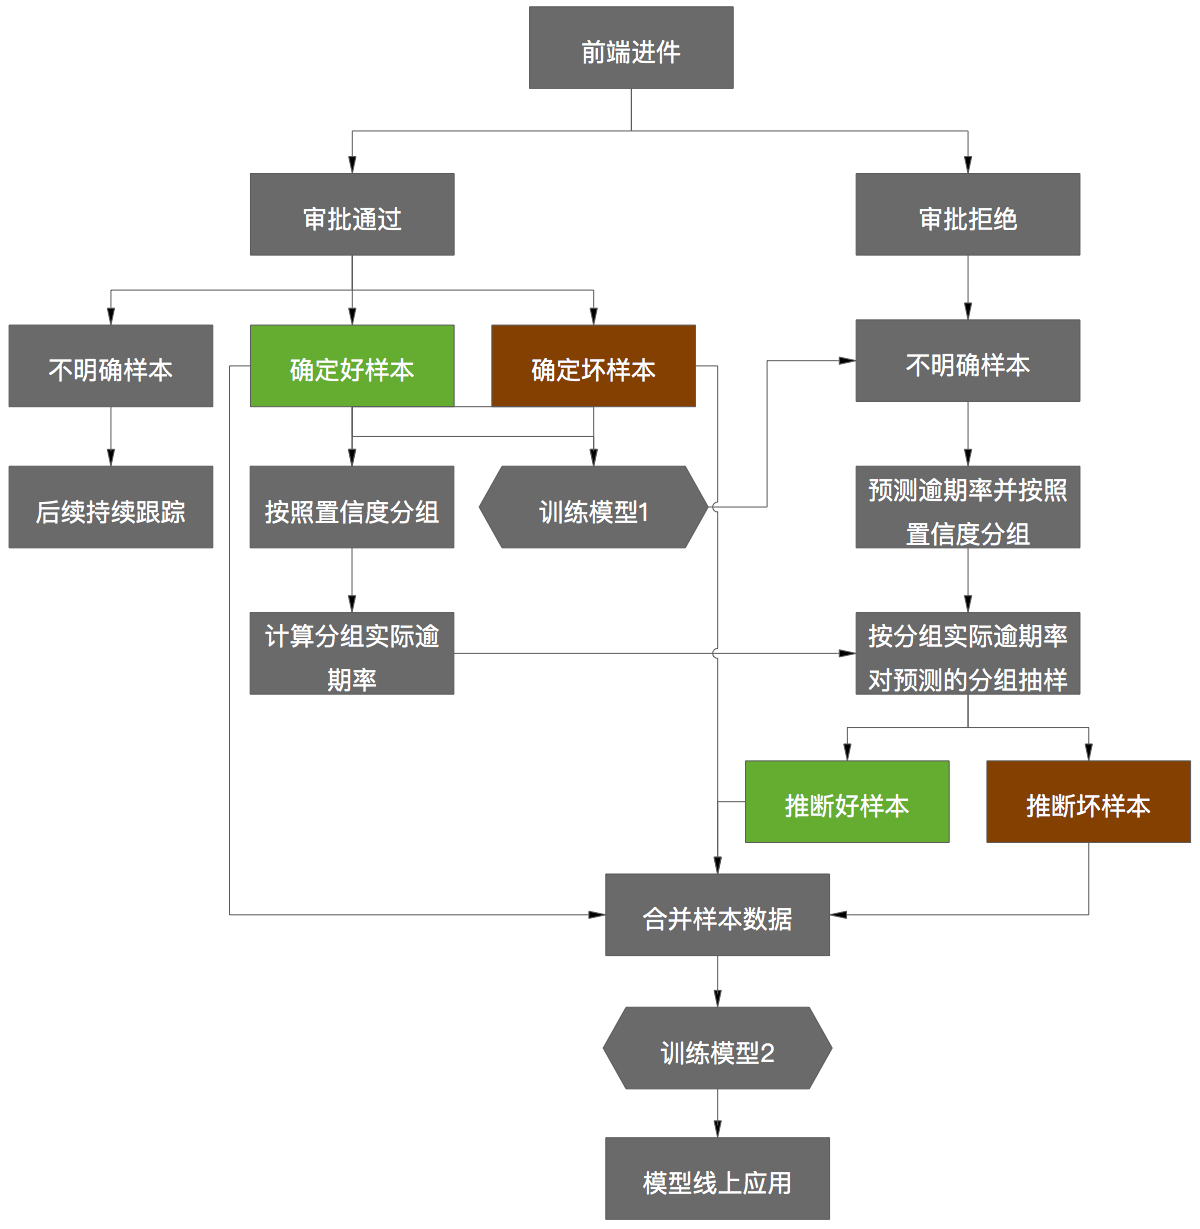 前端进件
审批通过
审批拒绝
不明确样本
确定好样本
确定坏样本
不明确样本
后续持续跟踪
按照置信度分组
训练模型1
预测逾期率并按照
置信度分组
计算分组实际逾
期率
按分组实际逾期率
对预测的分组抽样
推断好样本
推断坏样本
合并样本数据
训练模型2
模型线上应用